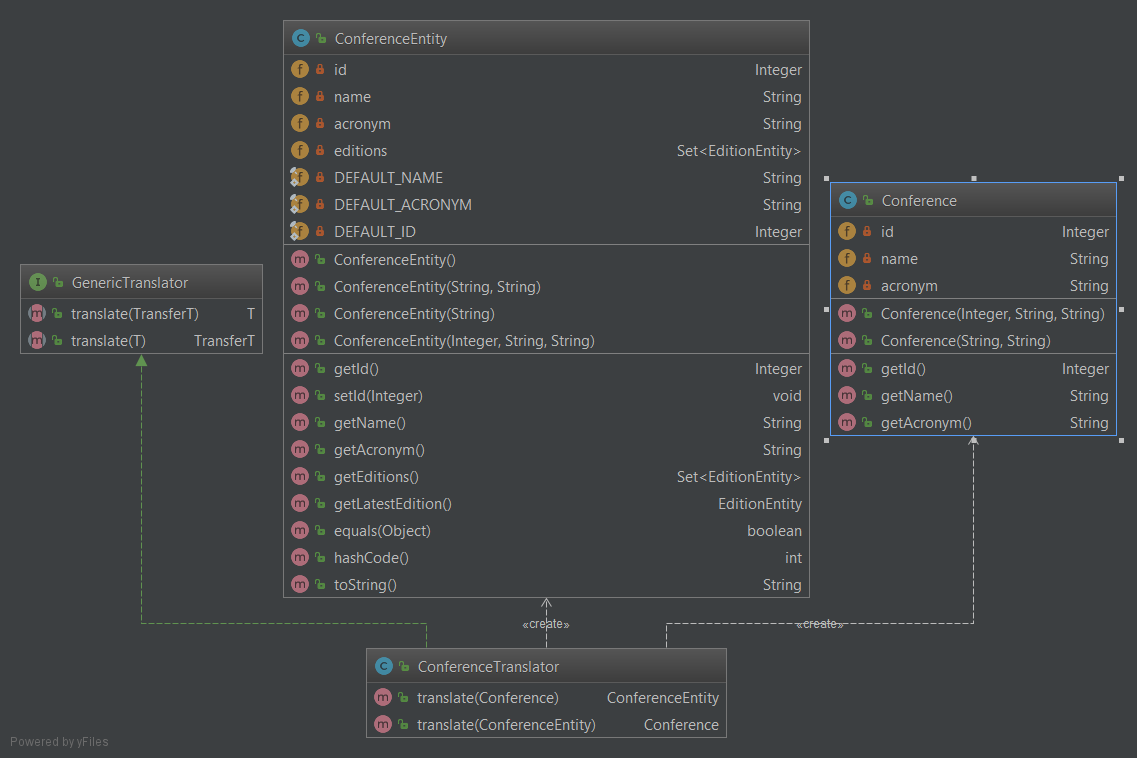 ConferenceEntity
id Integer
name String
acronym String
editions Set<EditionEntity>
DEFAULT_NAME String
DEFAULT_ACRONYM String
DEFAULT_ID Integer
ConferenceEntity()
ConferenceEntity(String, String)
ConferenceEntity(String)
ConferenceEntity(Integer, String, String)
getId() Integer
setId(Integer) void
getName() String
getAcronym() String
getEditions() Set<EditionEntity>
getLatestEdition() EditionEntity
equals(Object) boolean
hashCode() int
toString() String
Conference
id Integer
name String
acronym String
Conference(Integer, String, String)
Conference(String, String)
getId() Integer
getName() String
getAcronym() String
GenericTranslator
translate(TransferT) T
translate(T) TransferT
«create»
«create»
ConferenceTranslator
translate(Conference) ConferenceEntity
translate(ConferenceEntity) Conference
Powered by yFiles